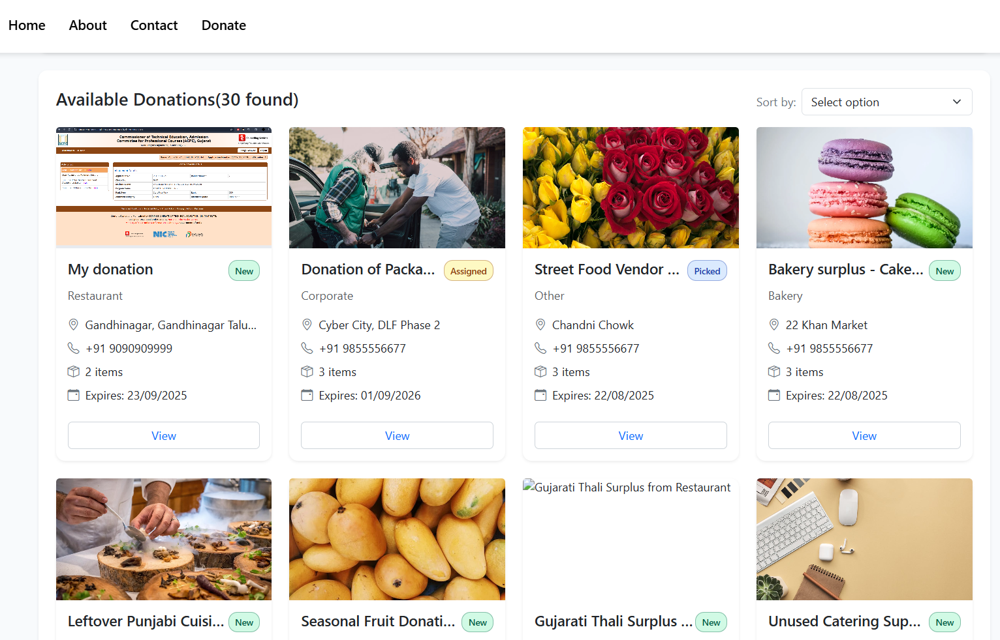 Home About Contact Donate
Available Donations(30 found)
Sort by: Select option
Commissioner of Technical Education, Admission
Committee for Professional Courses (ACPC), Gujarat
ACPC
NIC
My donation New
Restaurant
Gandhinagar, Gandhinagar Talu...
+91 9090909999
2 items
Expires: 23/09/2025
View
Donation of Packa... Assigned
Corporate
Cyber City, DLF Phase 2
+91 9855556677
3 items
Expires: 01/09/2026
View
Street Food Vendor ... Picked
Other
Chandni Chowk
+91 9855556677
3 items
Expires: 22/08/2025
View
Bakery surplus - Cake... New
Bakery
22 Khan Market
+91 9855556677
3 items
Expires: 22/08/2025
View
Leftover Punjabi Cuisi... New
Seasonal Fruit Donati... New
Gujarati Thali Surplus from Restaurant
Gujarati Thali Surplus ... New
Unused Catering Sup... New